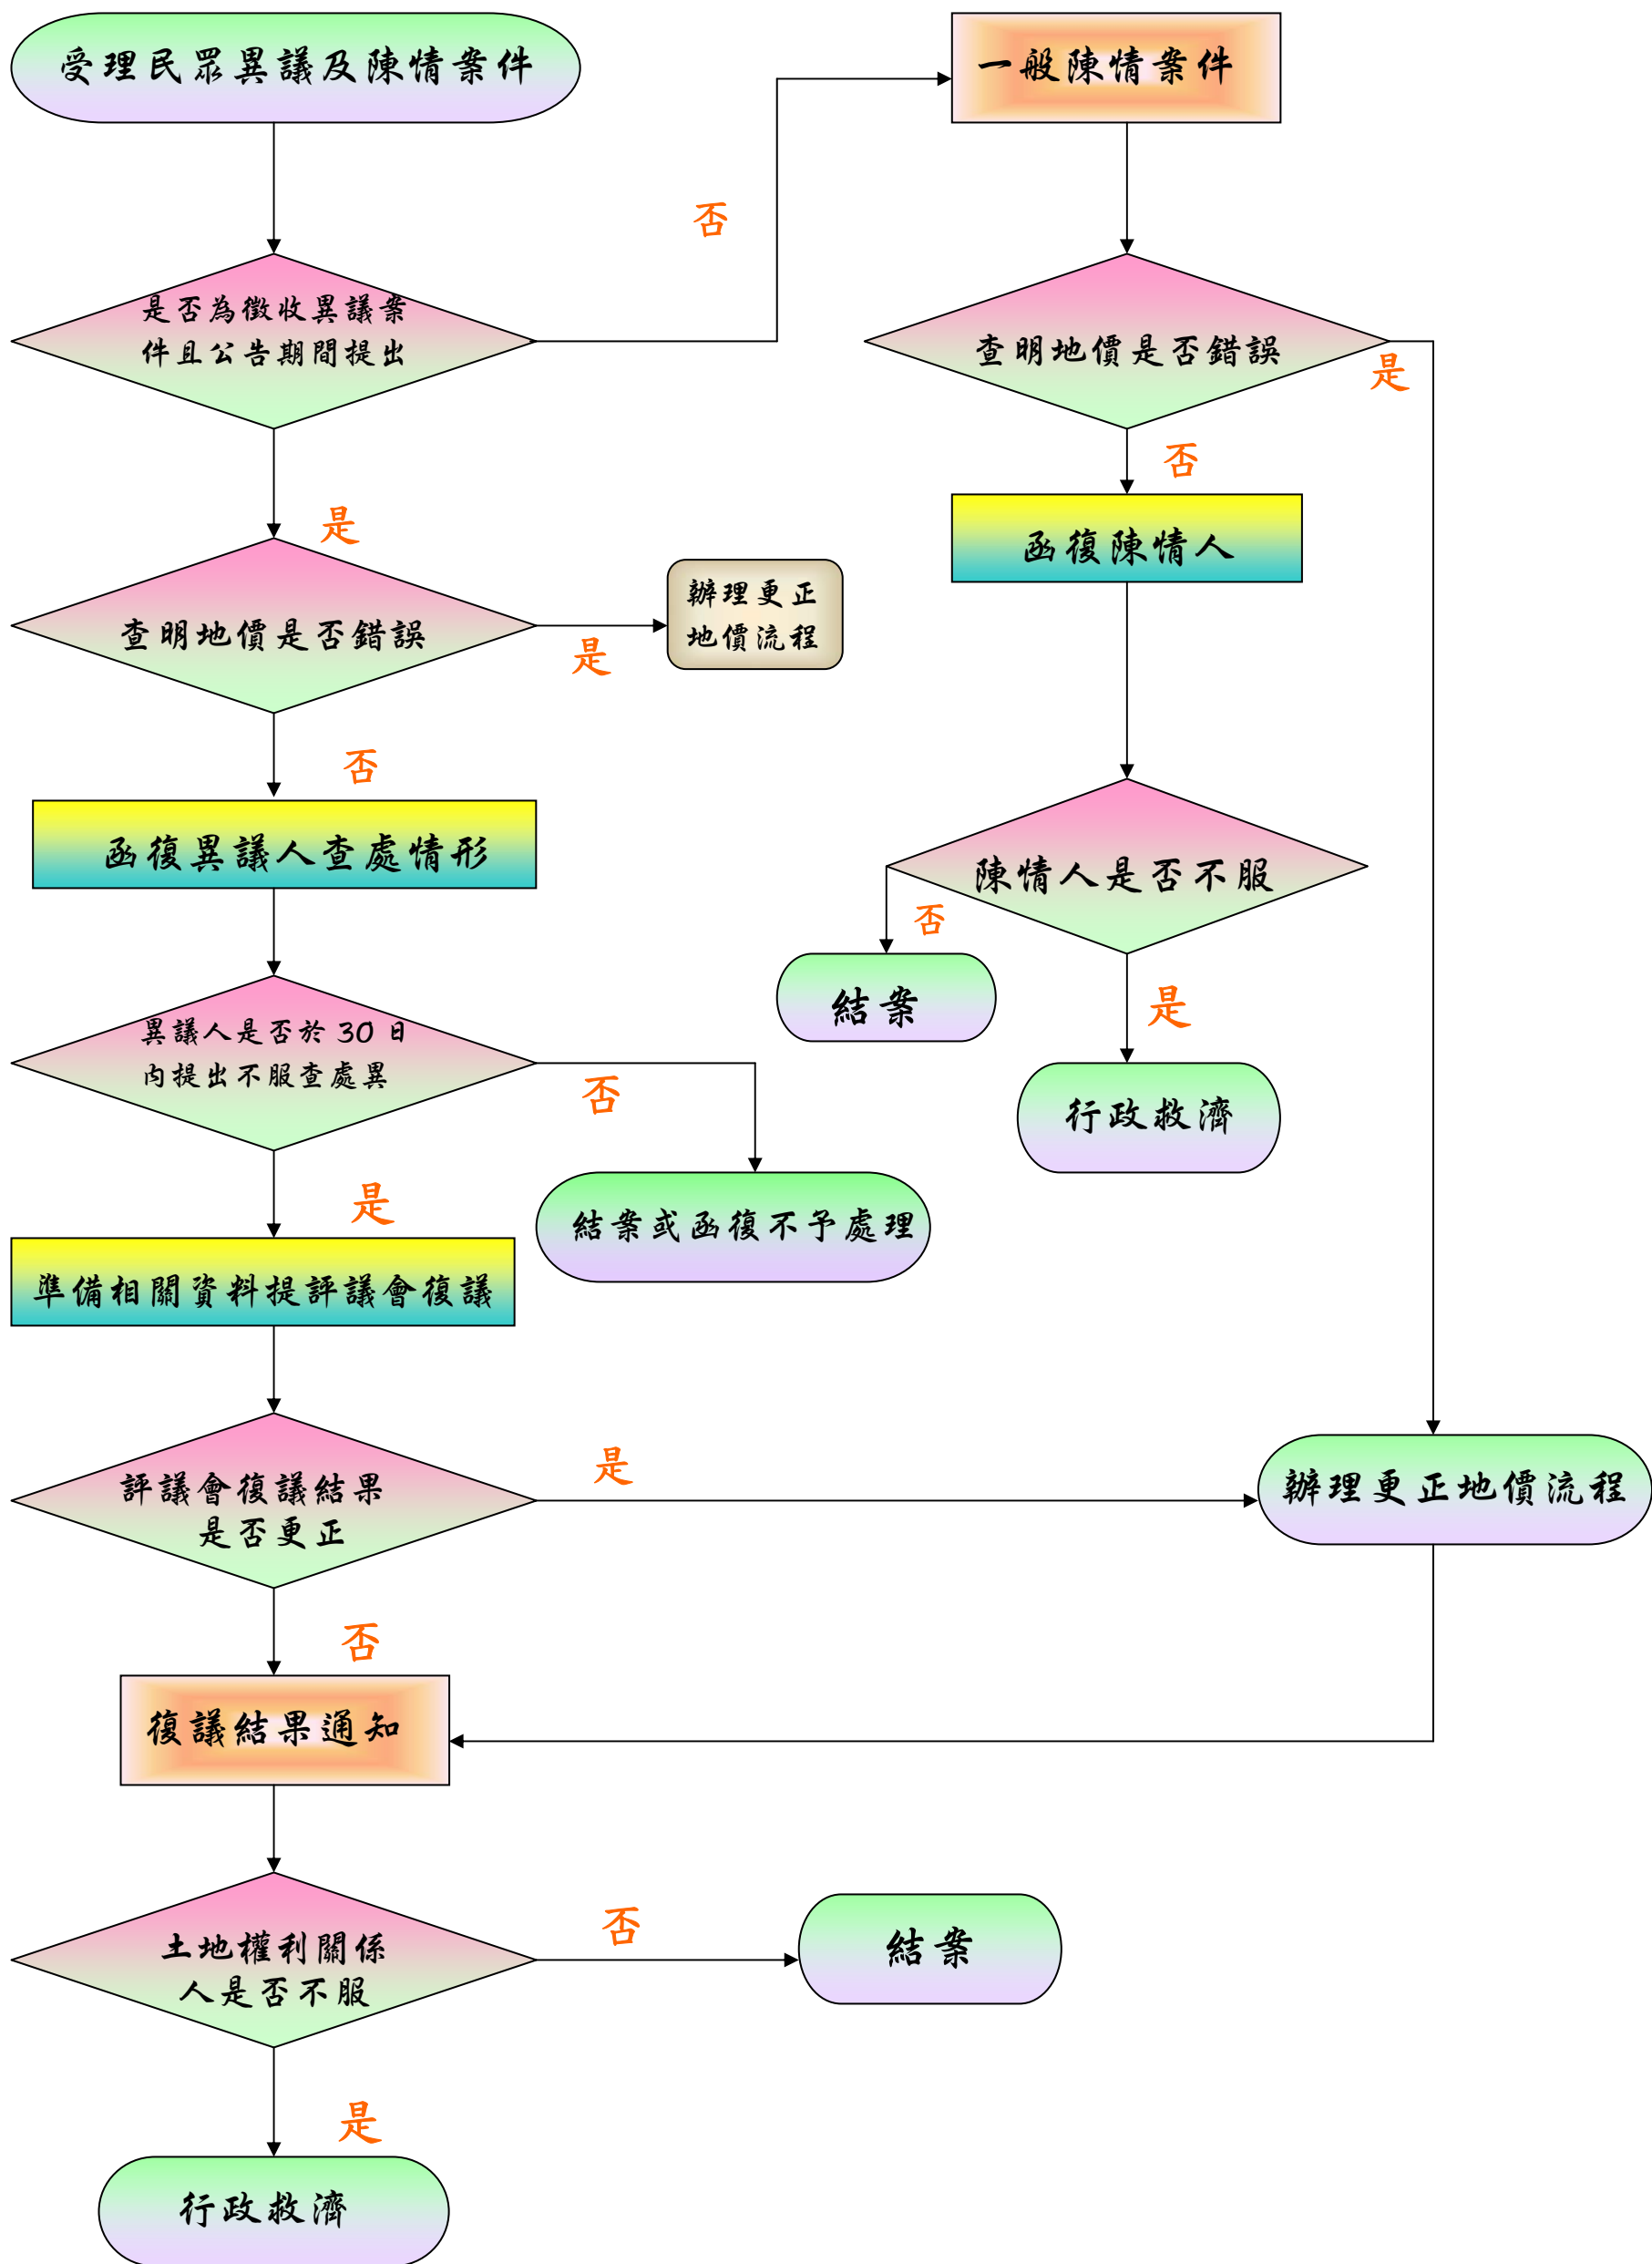 受理民眾異議及陳情案件
一般陳情案件
否
是否為徵收異議案
件且公告期間提出
查明地價是否錯誤
是
否
函復陳情人
是
查明地價是否錯誤
是
辦理更正
地價流程
否
函復異議人查處情形
陳情人是否不服
否
結案
是
行政救濟
異議人是否於 30 日
內提出不服查處異
否
結案或函復不予處理
是
準備相關資料提評議會復議
評議會復議結果
是否更正
是
辦理更正地價流程
否
復議結果通知
土地權利關係
人是否不服
否
結案
是
行政救濟